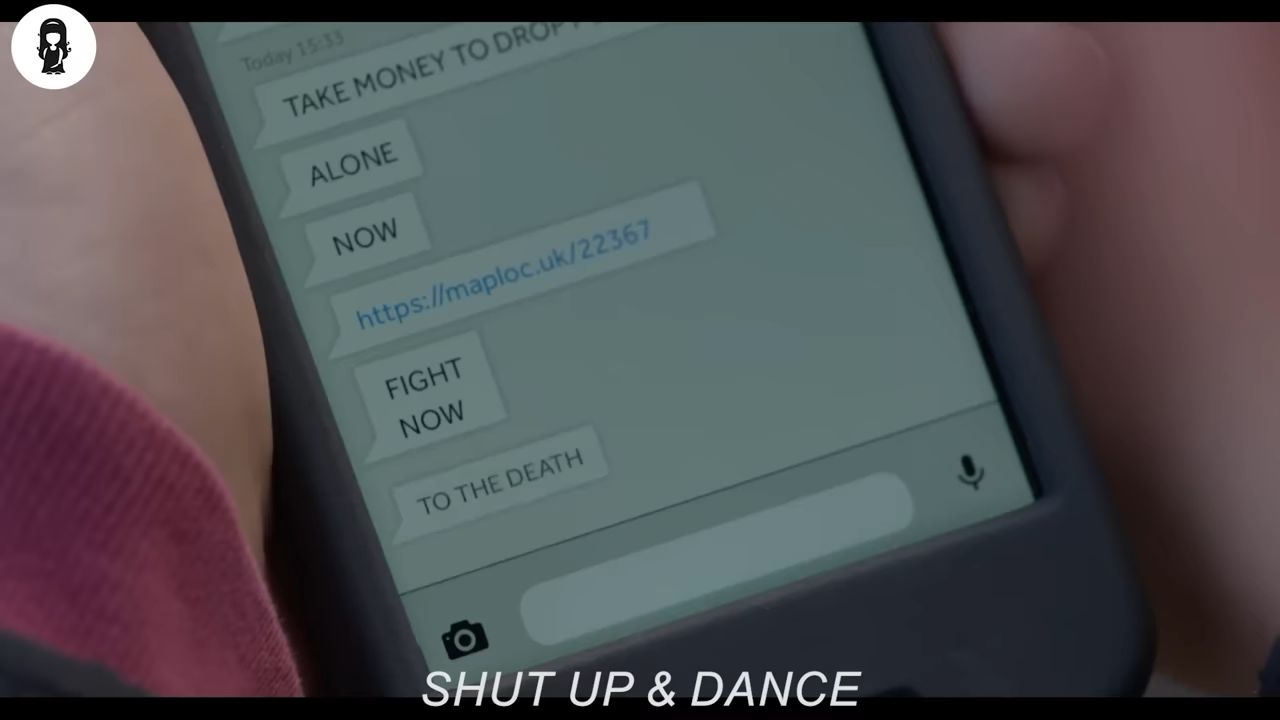 Today 15:33
TAKE MONEY TO DROP
ALONE
NOW
https://maploc.uk/22367
FIGHT
NOW
TO THE DEATH
SHUT UP & DANCE